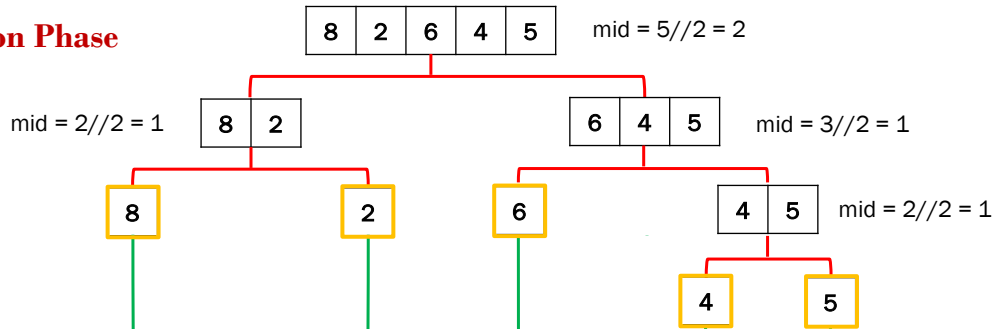 on Phase
8 2 6 4 5 mid = 5//2 = 2
mid = 2//2 = 1 8 2 6 4 5 mid = 3//2 = 1
8 2 6 4 5 mid = 2//2 = 1
4 5